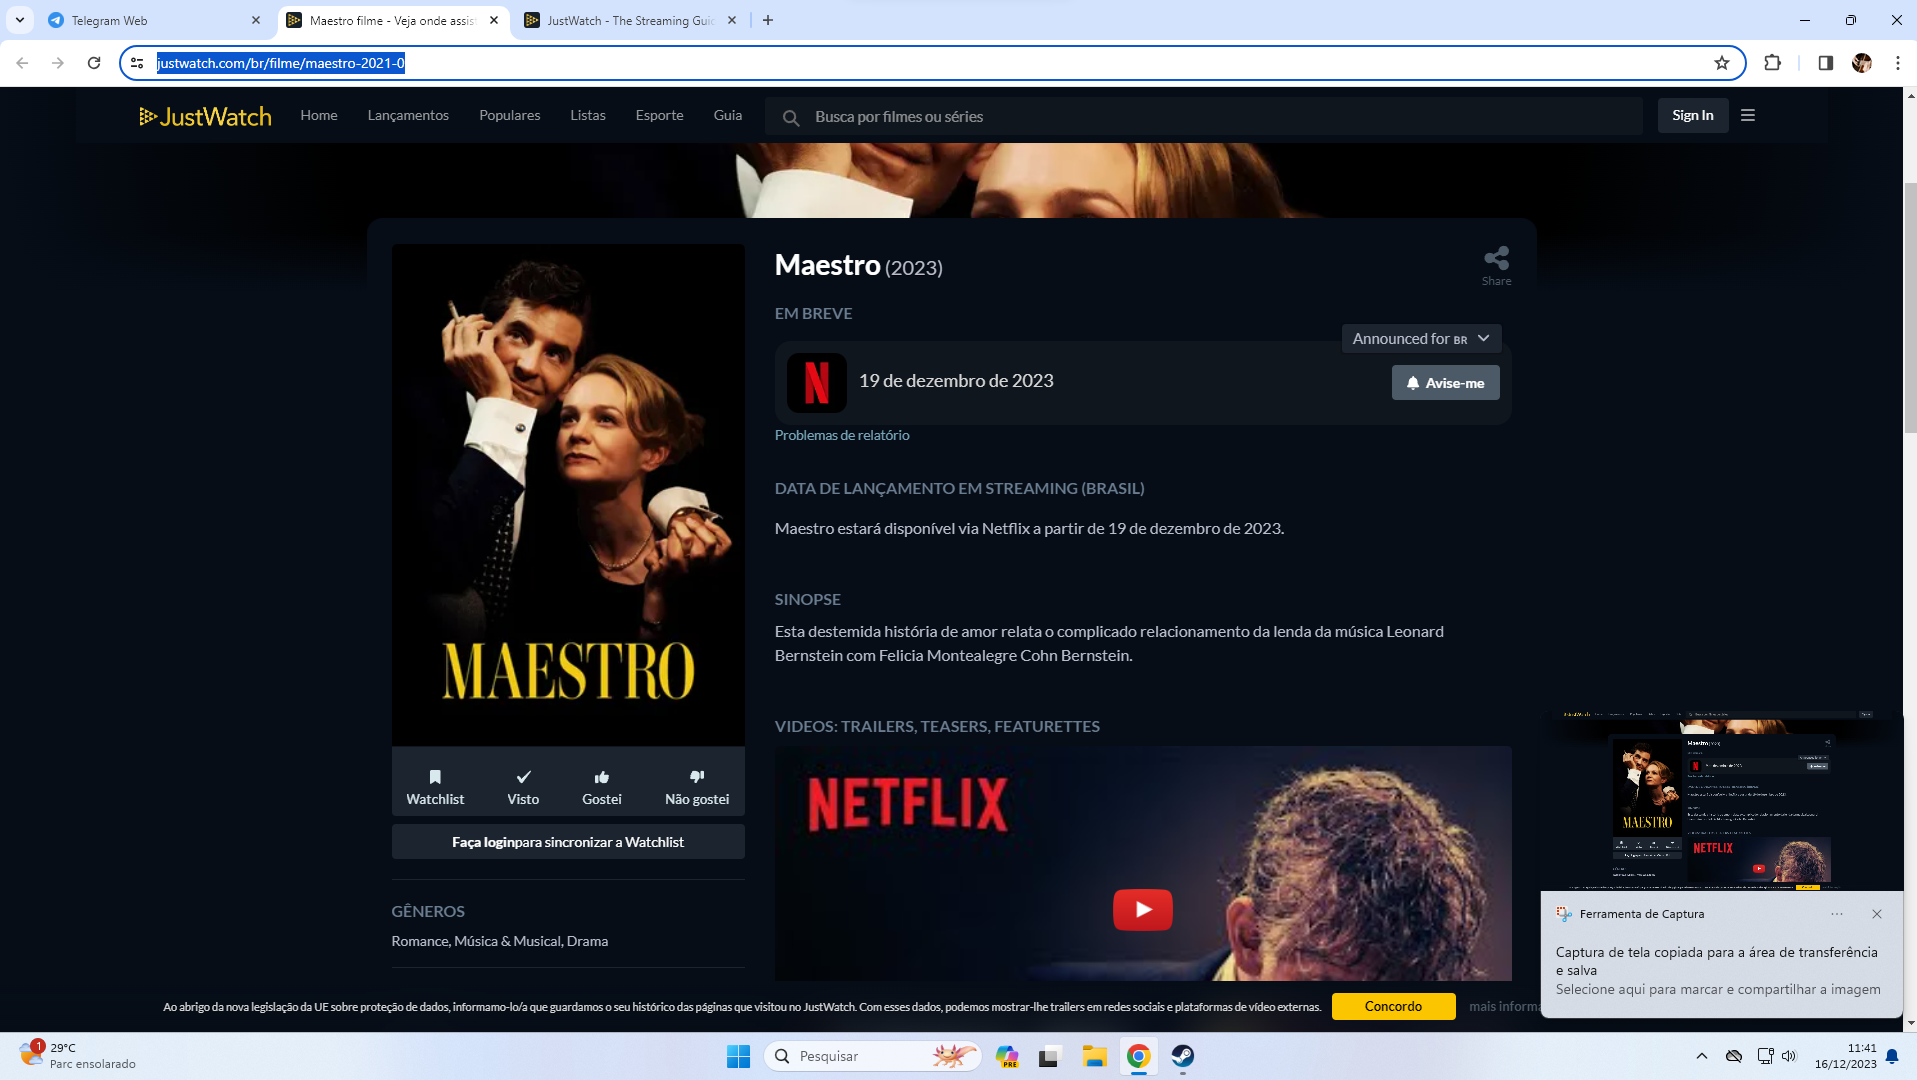 Telegram Web
Maestro filme - Veja onde assist
JustWatch - The Streaming Guid
justwatch.com/br/filme/maestro-2021-0
JustWatch
Home
Lançamentos
Populares
Listas
Esporte
Guia
Busca por filmes ou séries
Sign In
Maestro (2023)
Share
EM BREVE
Announced for BR
19 de dezembro de 2023
Avise-me
Problemas de relatório
DATA DE LANÇAMENTO EM STREAMING (BRASIL)
Maestro estará disponível via Netflix a partir de 19 de dezembro de 2023.
SINOPSE
Esta destemida história de amor relata o complicado relacionamento da lenda da música Leonard
Bernstein com Felicia Montealegre Cohn Bernstein.
VIDEOS: TRAILERS, TEASERS, FEATURETTES
NETFLIX
MAESTRO
Watchlist
Visto
Gostei
Não gostei
Faça loginpara sincronizar a Watchlist
GÊNEROS
Romance, Música & Musical, Drama
MAESTRO
NETFLIX
Ferramenta de Captura
Captura de tela copiada para a área de transferência
e salva
Selecione aqui para marcar e compartilhar a imagem
Ao abrigo da nova legislação da UE sobre proteção de dados, informamo-lo/a que guardamos o seu histórico das páginas que visitou no JustWatch. Com esses dados, podemos mostrar-lhe trailers em redes sociais e plataformas de vídeo externas.
Concordo
mais informa
1
29°C
Parc ensolarado
Pesquisar
PRE
11:41
16/12/2023